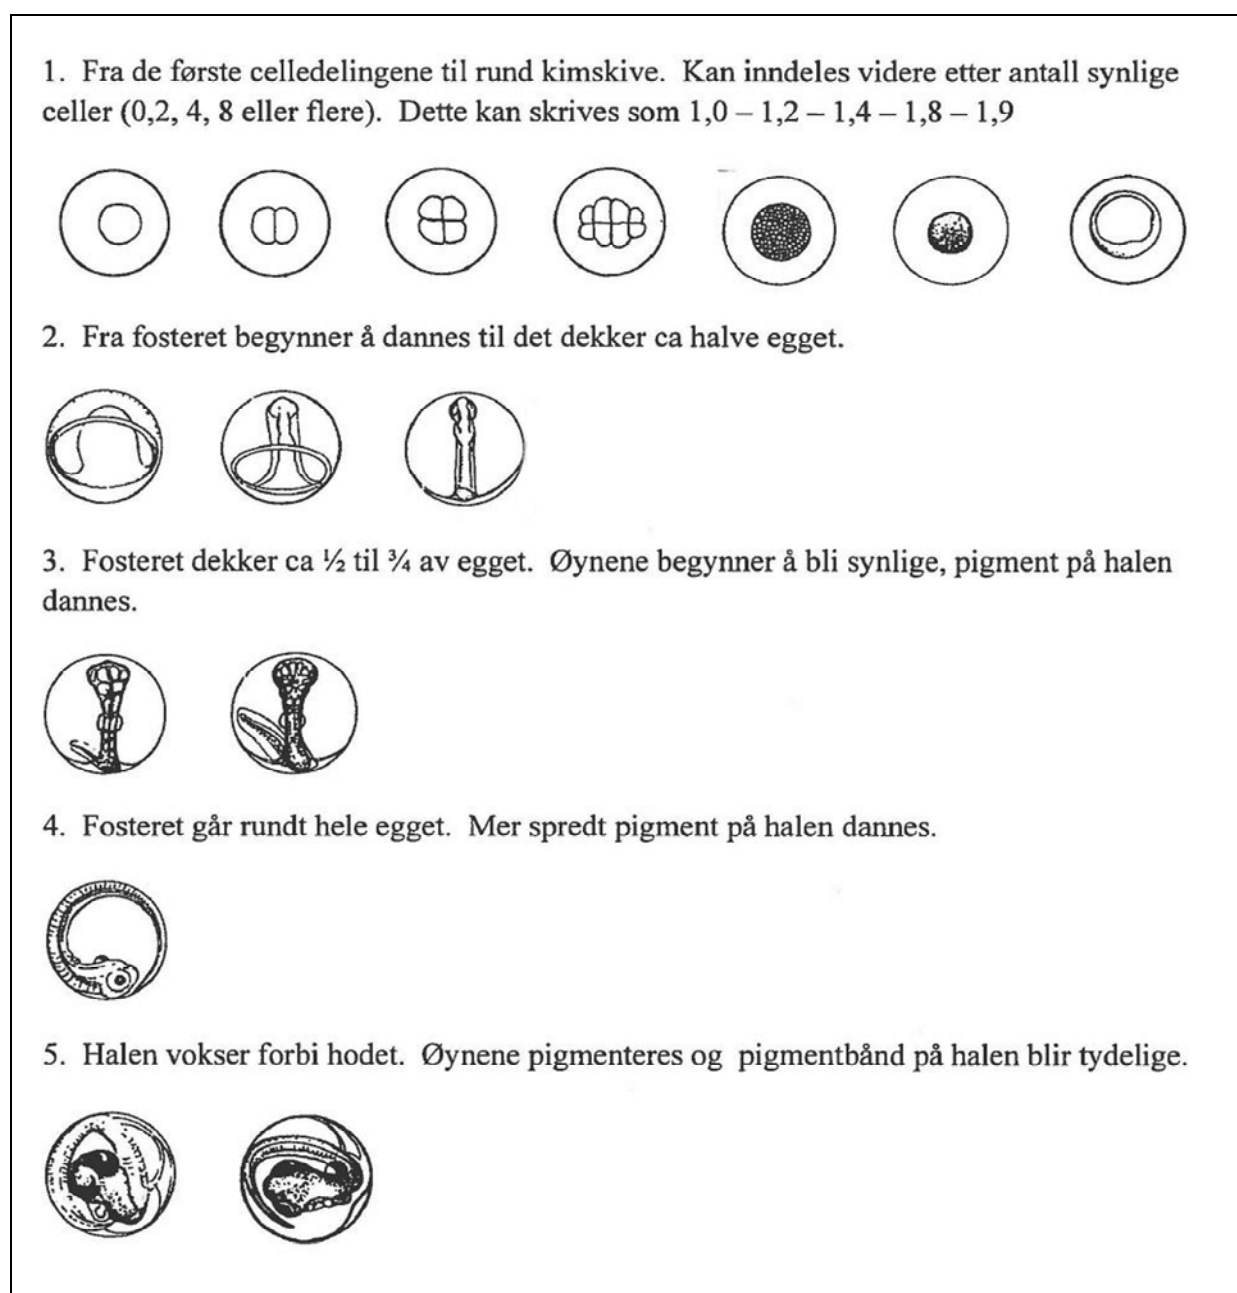 1. Fra de første celledelingene til rund kimskive. Kan inndeles videre etter antall synlige
celler (0,2, 4, 8 eller flere). Dette kan skrives som 1,0 – 1,2 – 1,4 – 1,8 – 1,9
2. Fra fosteret begynner å dannes til det dekker ca halve egget.
3. Fosteret dekker ca ½ til ¾ av egget. Øynene begynner å bli synlige, pigment på halen
dannes.
4. Fosteret går rundt hele egget. Mer spredt pigment på halen dannes.
5. Halen vokser forbi hodet. Øynene pigmenteres og pigmentbånd på halen blir tydelige.